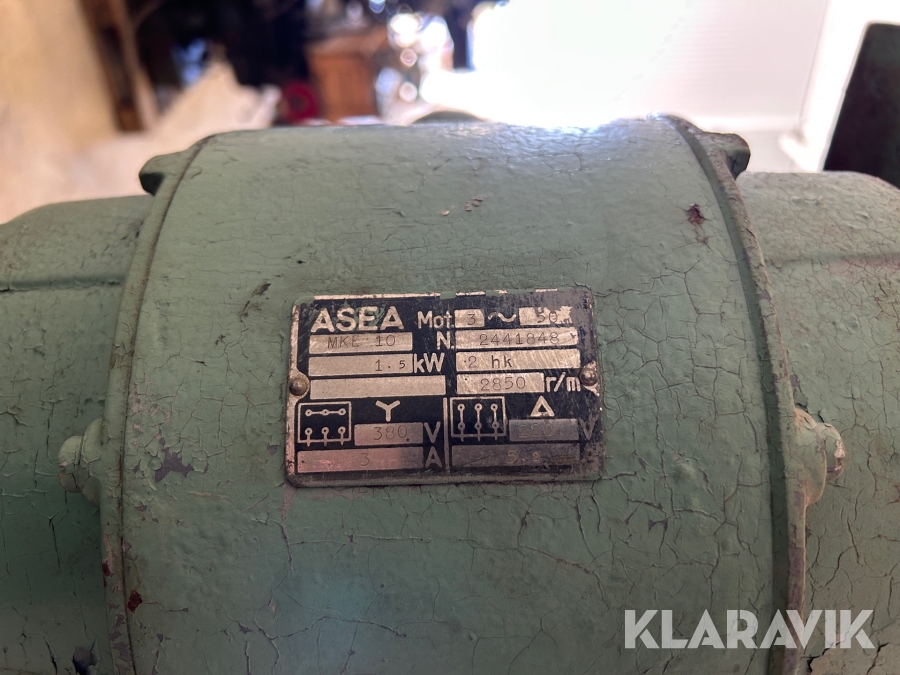 ASEA Mot. 3 ~ 50
MKE 10 N. 2441848
1.5 kW 2 hk
2850 r/m
Y Δ
380 V V
3 A
KLARAVIK